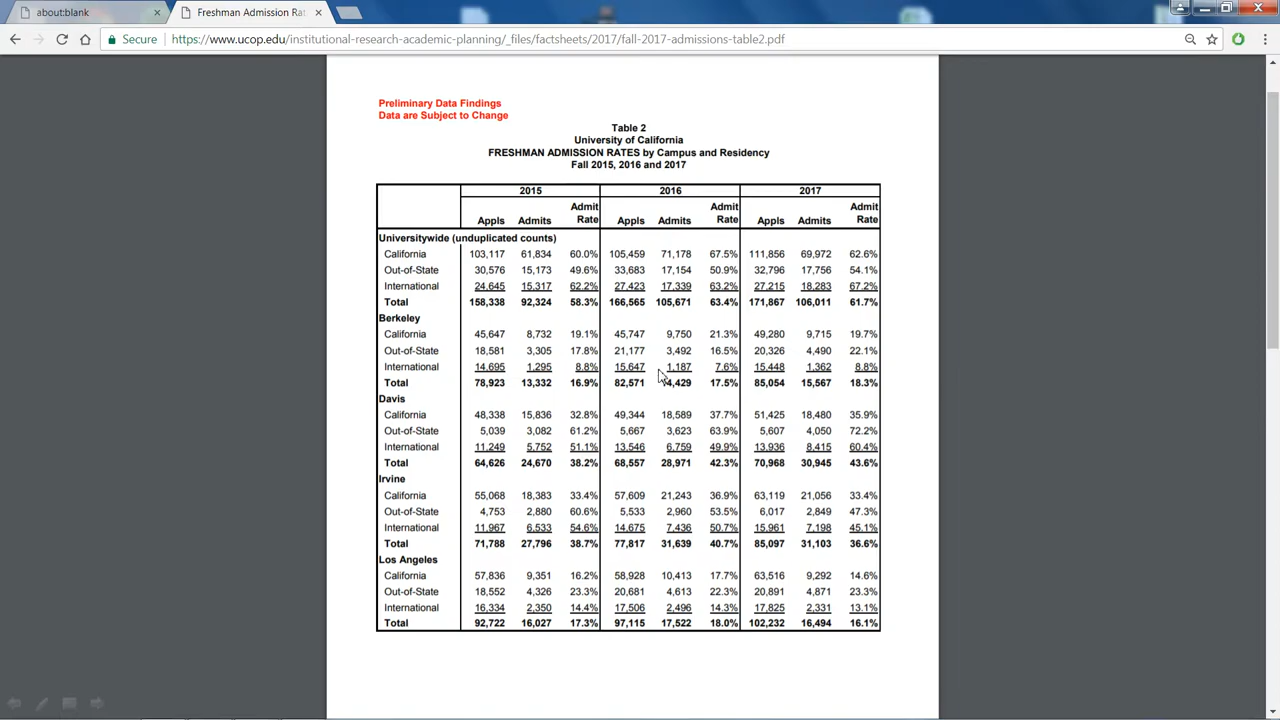 about:blank
Freshman Admission Ra
Secure https://www.ucop.edu/institutional-research-academic-planning/_files/factsheets/2017/fall-2017-admissions-table2.pdf
Preliminary Data Findings
Data are Subject to Change
Table 2
University of California
FRESHMAN ADMISSION RATES by Campus and Residency
Fall 2015, 2016 and 2017
2015 2016 2017
Appls Admits Admit Rate Appls Admits Admit Rate Appls Admits Admit Rate
Universitywide (unduplicated counts)
California 103,117 61,834 60.0% 105,459 71,178 67.5% 111,856 69,972 62.6%
Out-of-State 30,576 15,173 49.6% 33,683 17,154 50.9% 32,796 17,756 54.1%
International 24,645 15,317 62.2% 27,423 17,339 63.2% 27,215 18,283 67.2%
Total 158,338 92,324 58.3% 166,565 105,671 63.4% 171,867 106,011 61.7%
Berkeley
California 45,647 8,732 19.1% 45,747 9,750 21.3% 49,280 9,715 19.7%
Out-of-State 18,581 3,305 17.8% 21,177 3,492 16.5% 20,326 4,490 22.1%
International 14,695 1,295 8.8% 15,647 1,187 7.6% 15,448 1,362 8.8%
Total 78,923 13,332 16.9% 82,571 4,429 17.5% 85,054 15,567 18.3%
Davis
California 48,338 15,836 32.8% 49,344 18,589 37.7% 51,425 18,480 35.9%
Out-of-State 5,039 3,082 61.2% 5,667 3,623 63.9% 5,607 4,050 72.2%
International 11,249 5,752 51.1% 13,546 6,759 49.9% 13,936 8,415 60.4%
Total 64,626 24,670 38.2% 68,557 28,971 42.3% 70,968 30,945 43.6%
Irvine
California 55,068 18,383 33.4% 57,609 21,243 36.9% 63,119 21,056 33.4%
Out-of-State 4,753 2,880 60.6% 5,533 2,960 53.5% 6,017 2,849 47.3%
International 11,967 6,533 54.6% 14,675 7,436 50.7% 15,961 7,198 45.1%
Total 71,788 27,796 38.7% 77,817 31,639 40.7% 85,097 31,103 36.6%
Los Angeles
California 57,836 9,351 16.2% 58,928 10,413 17.7% 63,516 9,292 14.6%
Out-of-State 18,552 4,326 23.3% 20,681 4,613 22.3% 20,891 4,871 23.3%
International 16,334 2,350 14.4% 17,506 2,496 14.3% 17,825 2,331 13.1%
Total 92,722 16,027 17.3% 97,115 17,522 18.0% 102,232 16,494 16.1%